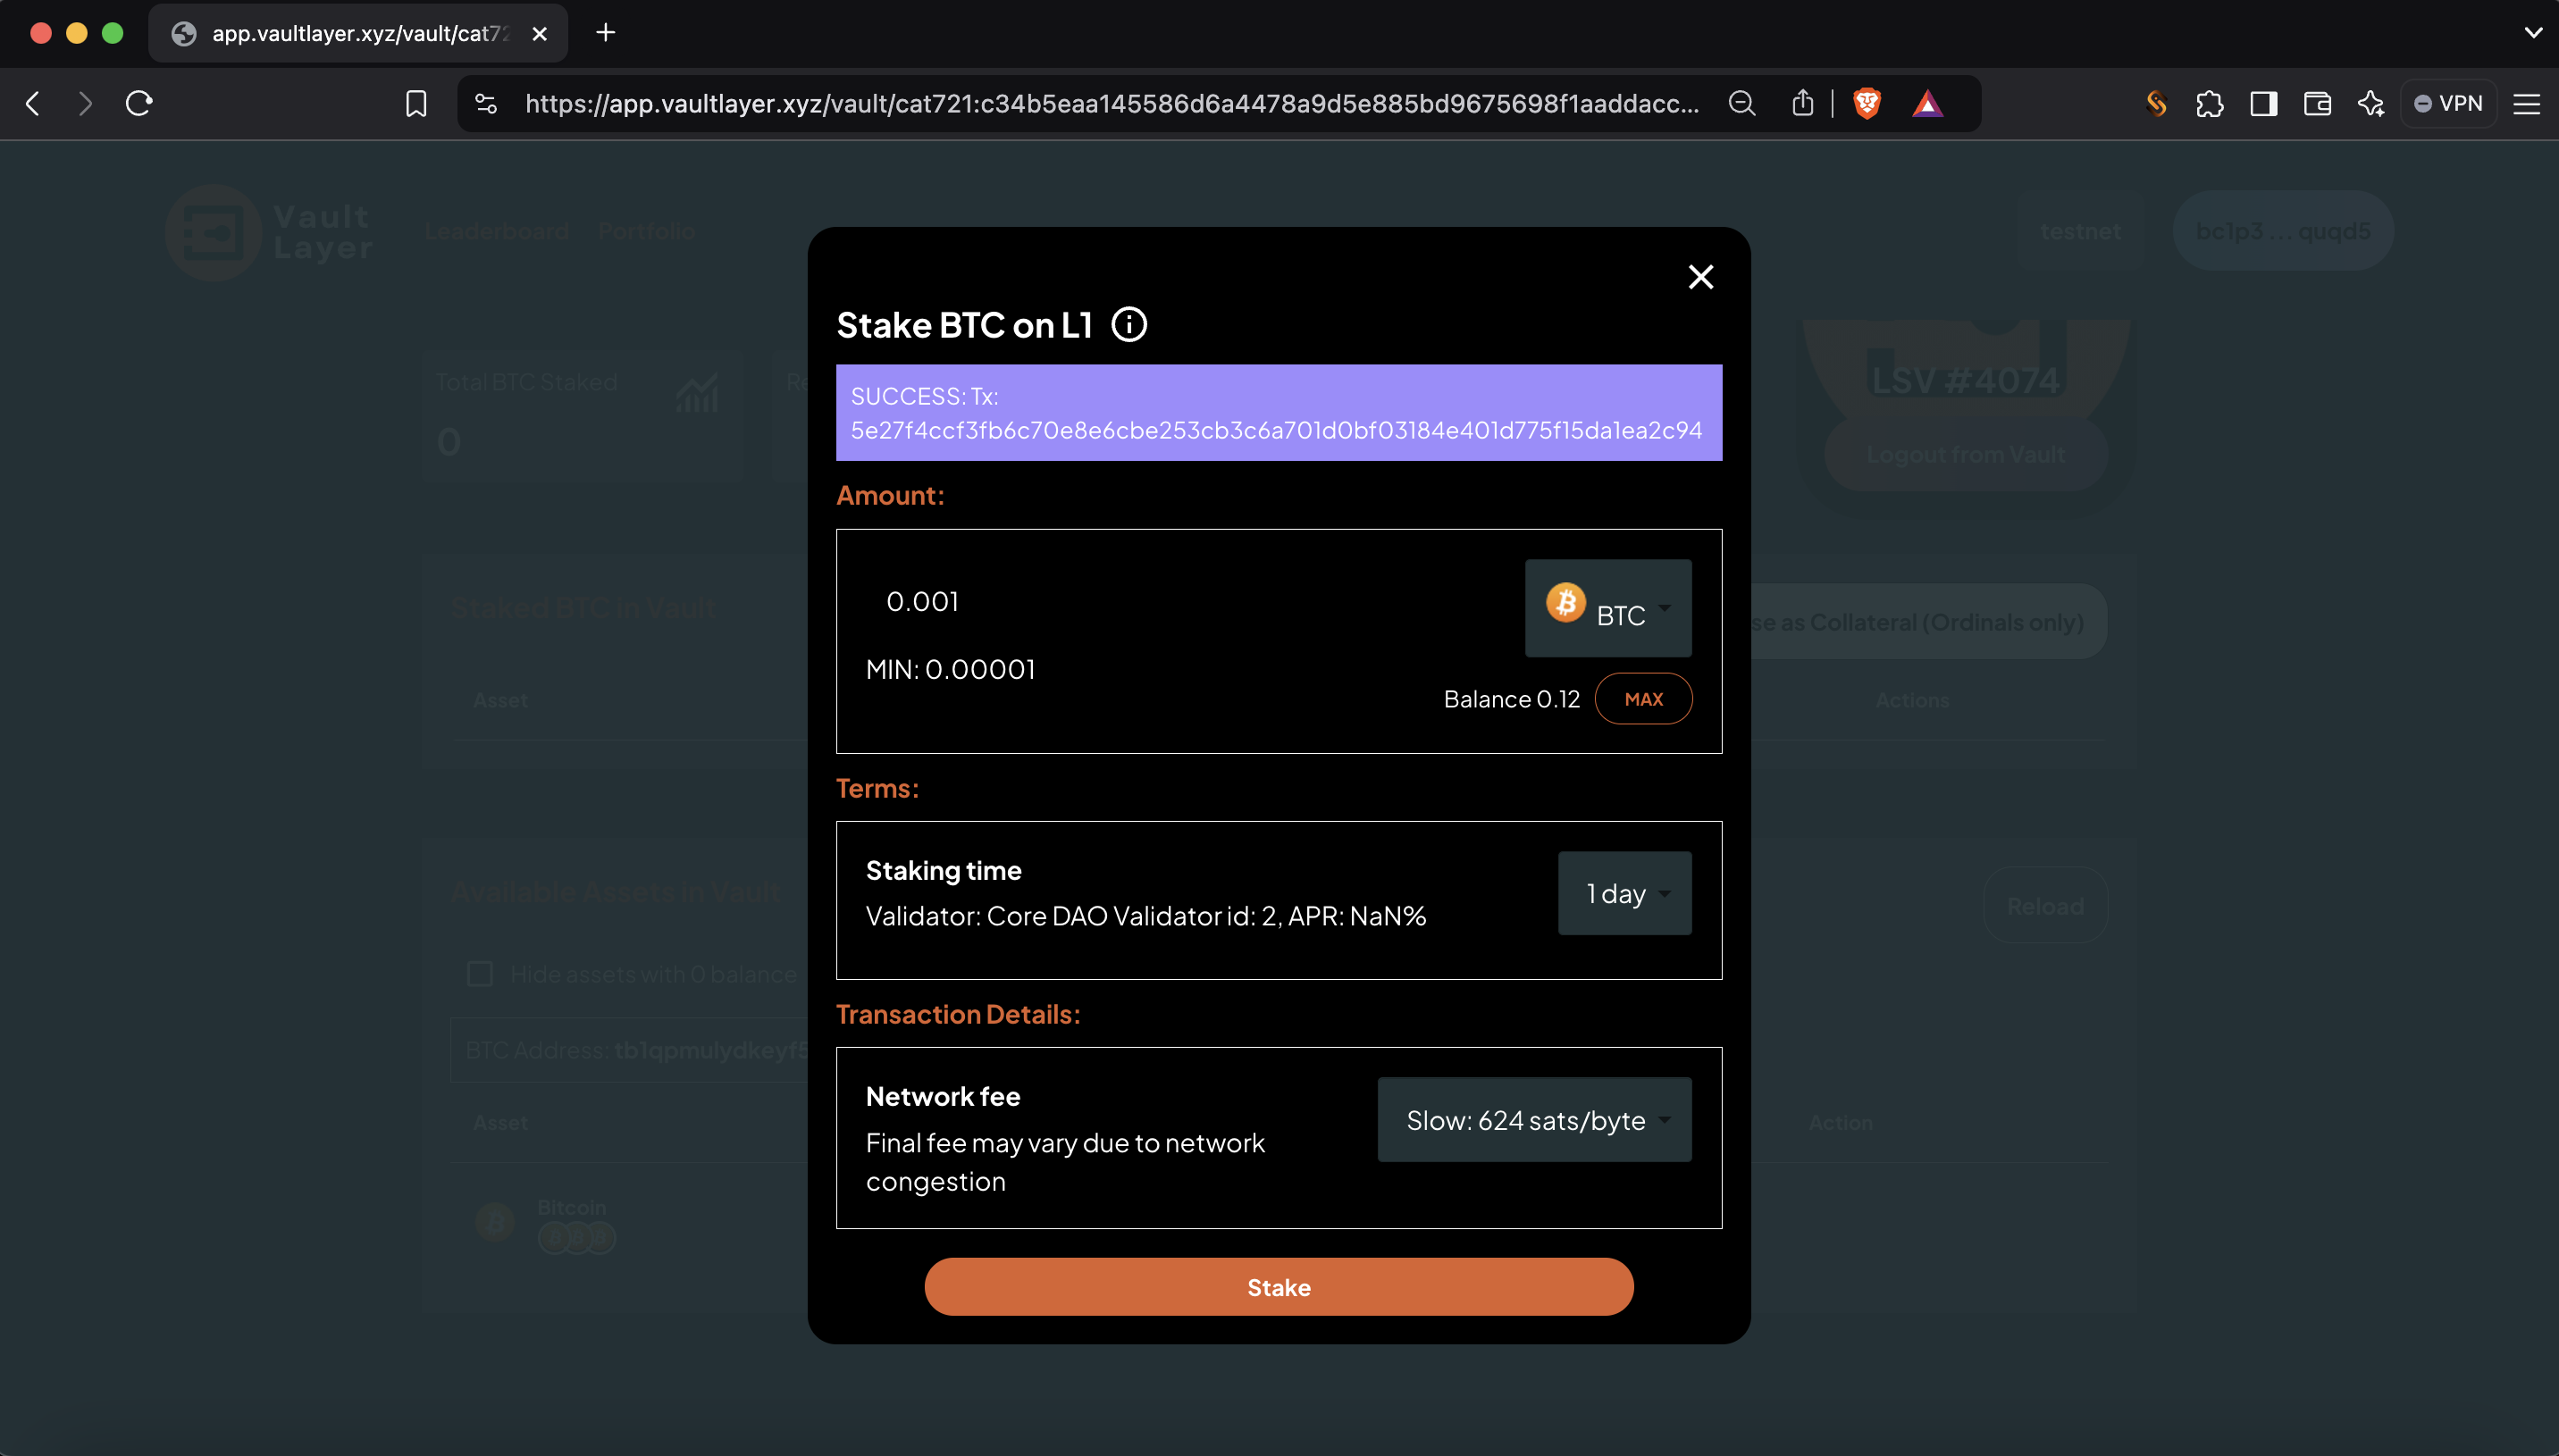 app.vaultlayer.xyz/vault/cat72
https://app.vaultlayer.xyz/vault/cat721:c34b5eaa145586d6a4478a9d5e885bd9675698f1aaddacc...
VPN
Vault
Layer
Leaderboard
Portfolio
testnet
bc1p3 ... quqd5
Stake BTC on L1
SUCCESS: Tx:
5e27f4ccf3fb6c70e8e6cbe253cb3c6a701d0bf03184e401d775f15da1ea2c94
Total BTC Staked
0
Re
LSV #4074
Logout from Vault
Amount:
0.001
BTC
MIN: 0.00001
Balance 0.12
MAX
Staked BTC in Vault
se as Collateral (Ordinals only)
Asset
Actions
Terms:
Staking time
Validator: Core DAO Validator id: 2, APR: NaN%
1 day
Available Assets in Vault
Reload
Hide assets with 0 balance
Transaction Details:
BTC Address: tb1qpmulydkeyf5
Network fee
Final fee may vary due to network
congestion
Slow: 624 sats/byte
Asset
Action
Bitcoin
Stake